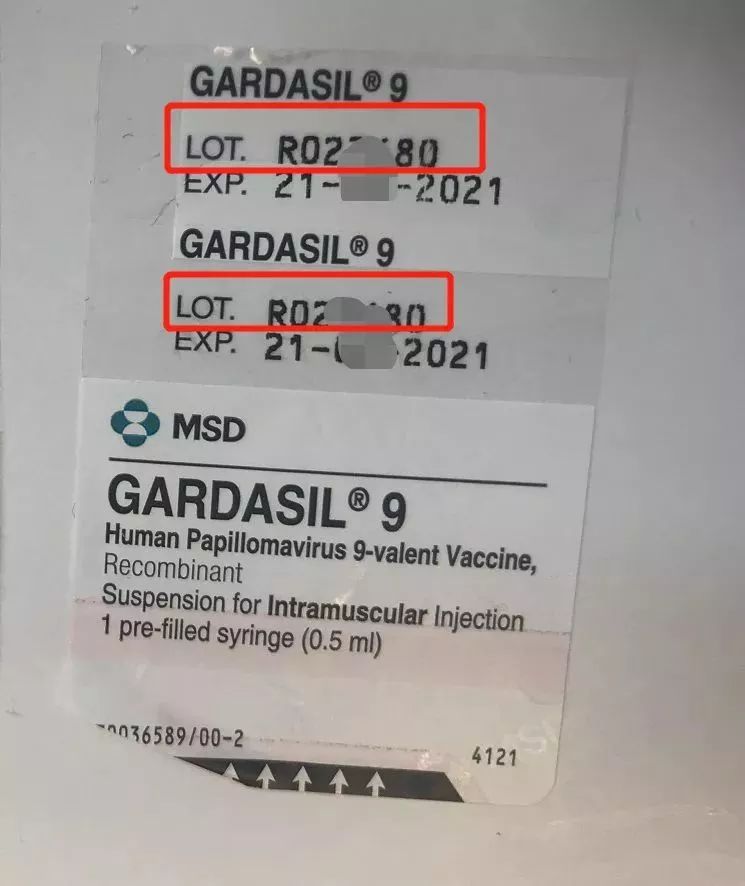 GARDASIL® 9
LOT.
EXP.
GARDASIL® 9
LOT.
EXP.
MSD
GARDASIL® 9
Human Papillomavirus 9-valent Vaccine,
Recombinant
Suspension for Intramuscular Injection
1 pre-filled syringe (0.5 ml)
4121